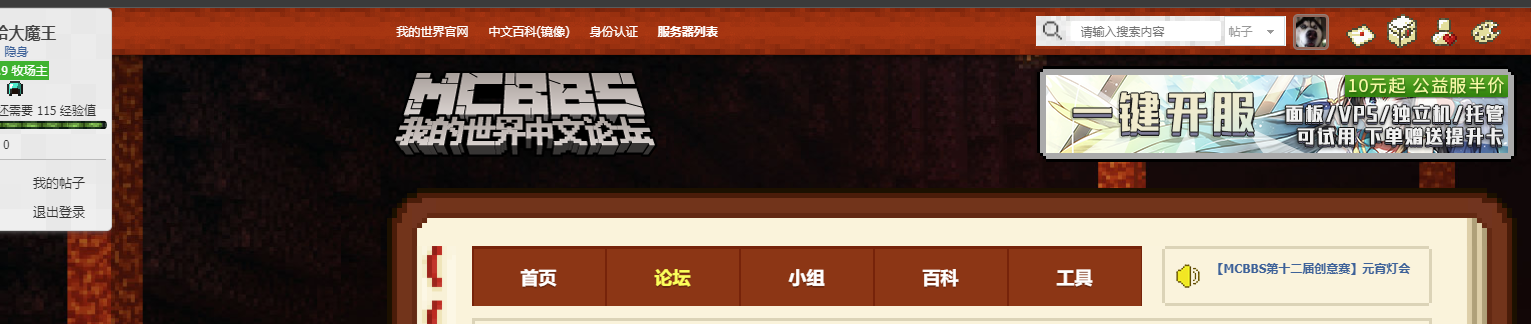 哈大魔王
隐身
.9 牧场主
还需要 115 经验值
0
我的帖子
退出登录
我的世界官网 中文百科(镜像) 身份认证 服务器列表
请输入搜索内容 帖子
MCBBS
我的世界中文论坛
10元起 公益服半价
一键开服
面板/VPS/独立机/托管
可试用 下单赠送提升卡
首页 论坛 小组 百科 工具
【MCBBS第十二届创意赛】元宵灯会